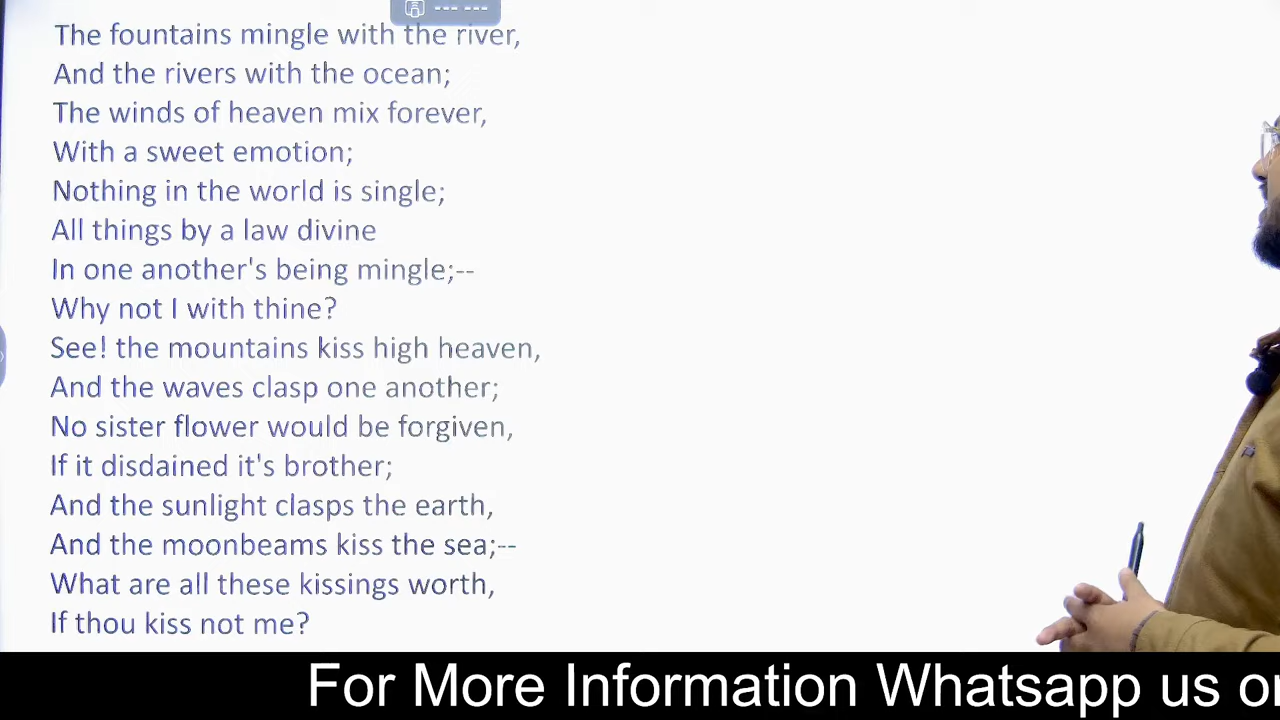 The fountains mingle with the river,
And the rivers with the ocean;
The winds of heaven mix forever,
With a sweet emotion;
Nothing in the world is single;
All things by a law divine
In one another's being mingle;--
Why not I with thine?
See! the mountains kiss high heaven,
And the waves clasp one another;
No sister flower would be forgiven,
If it disdained it's brother;
And the sunlight clasps the earth,
And the moonbeams kiss the sea;--
What are all these kissings worth,
If thou kiss not me?
For More Information Whatsapp us